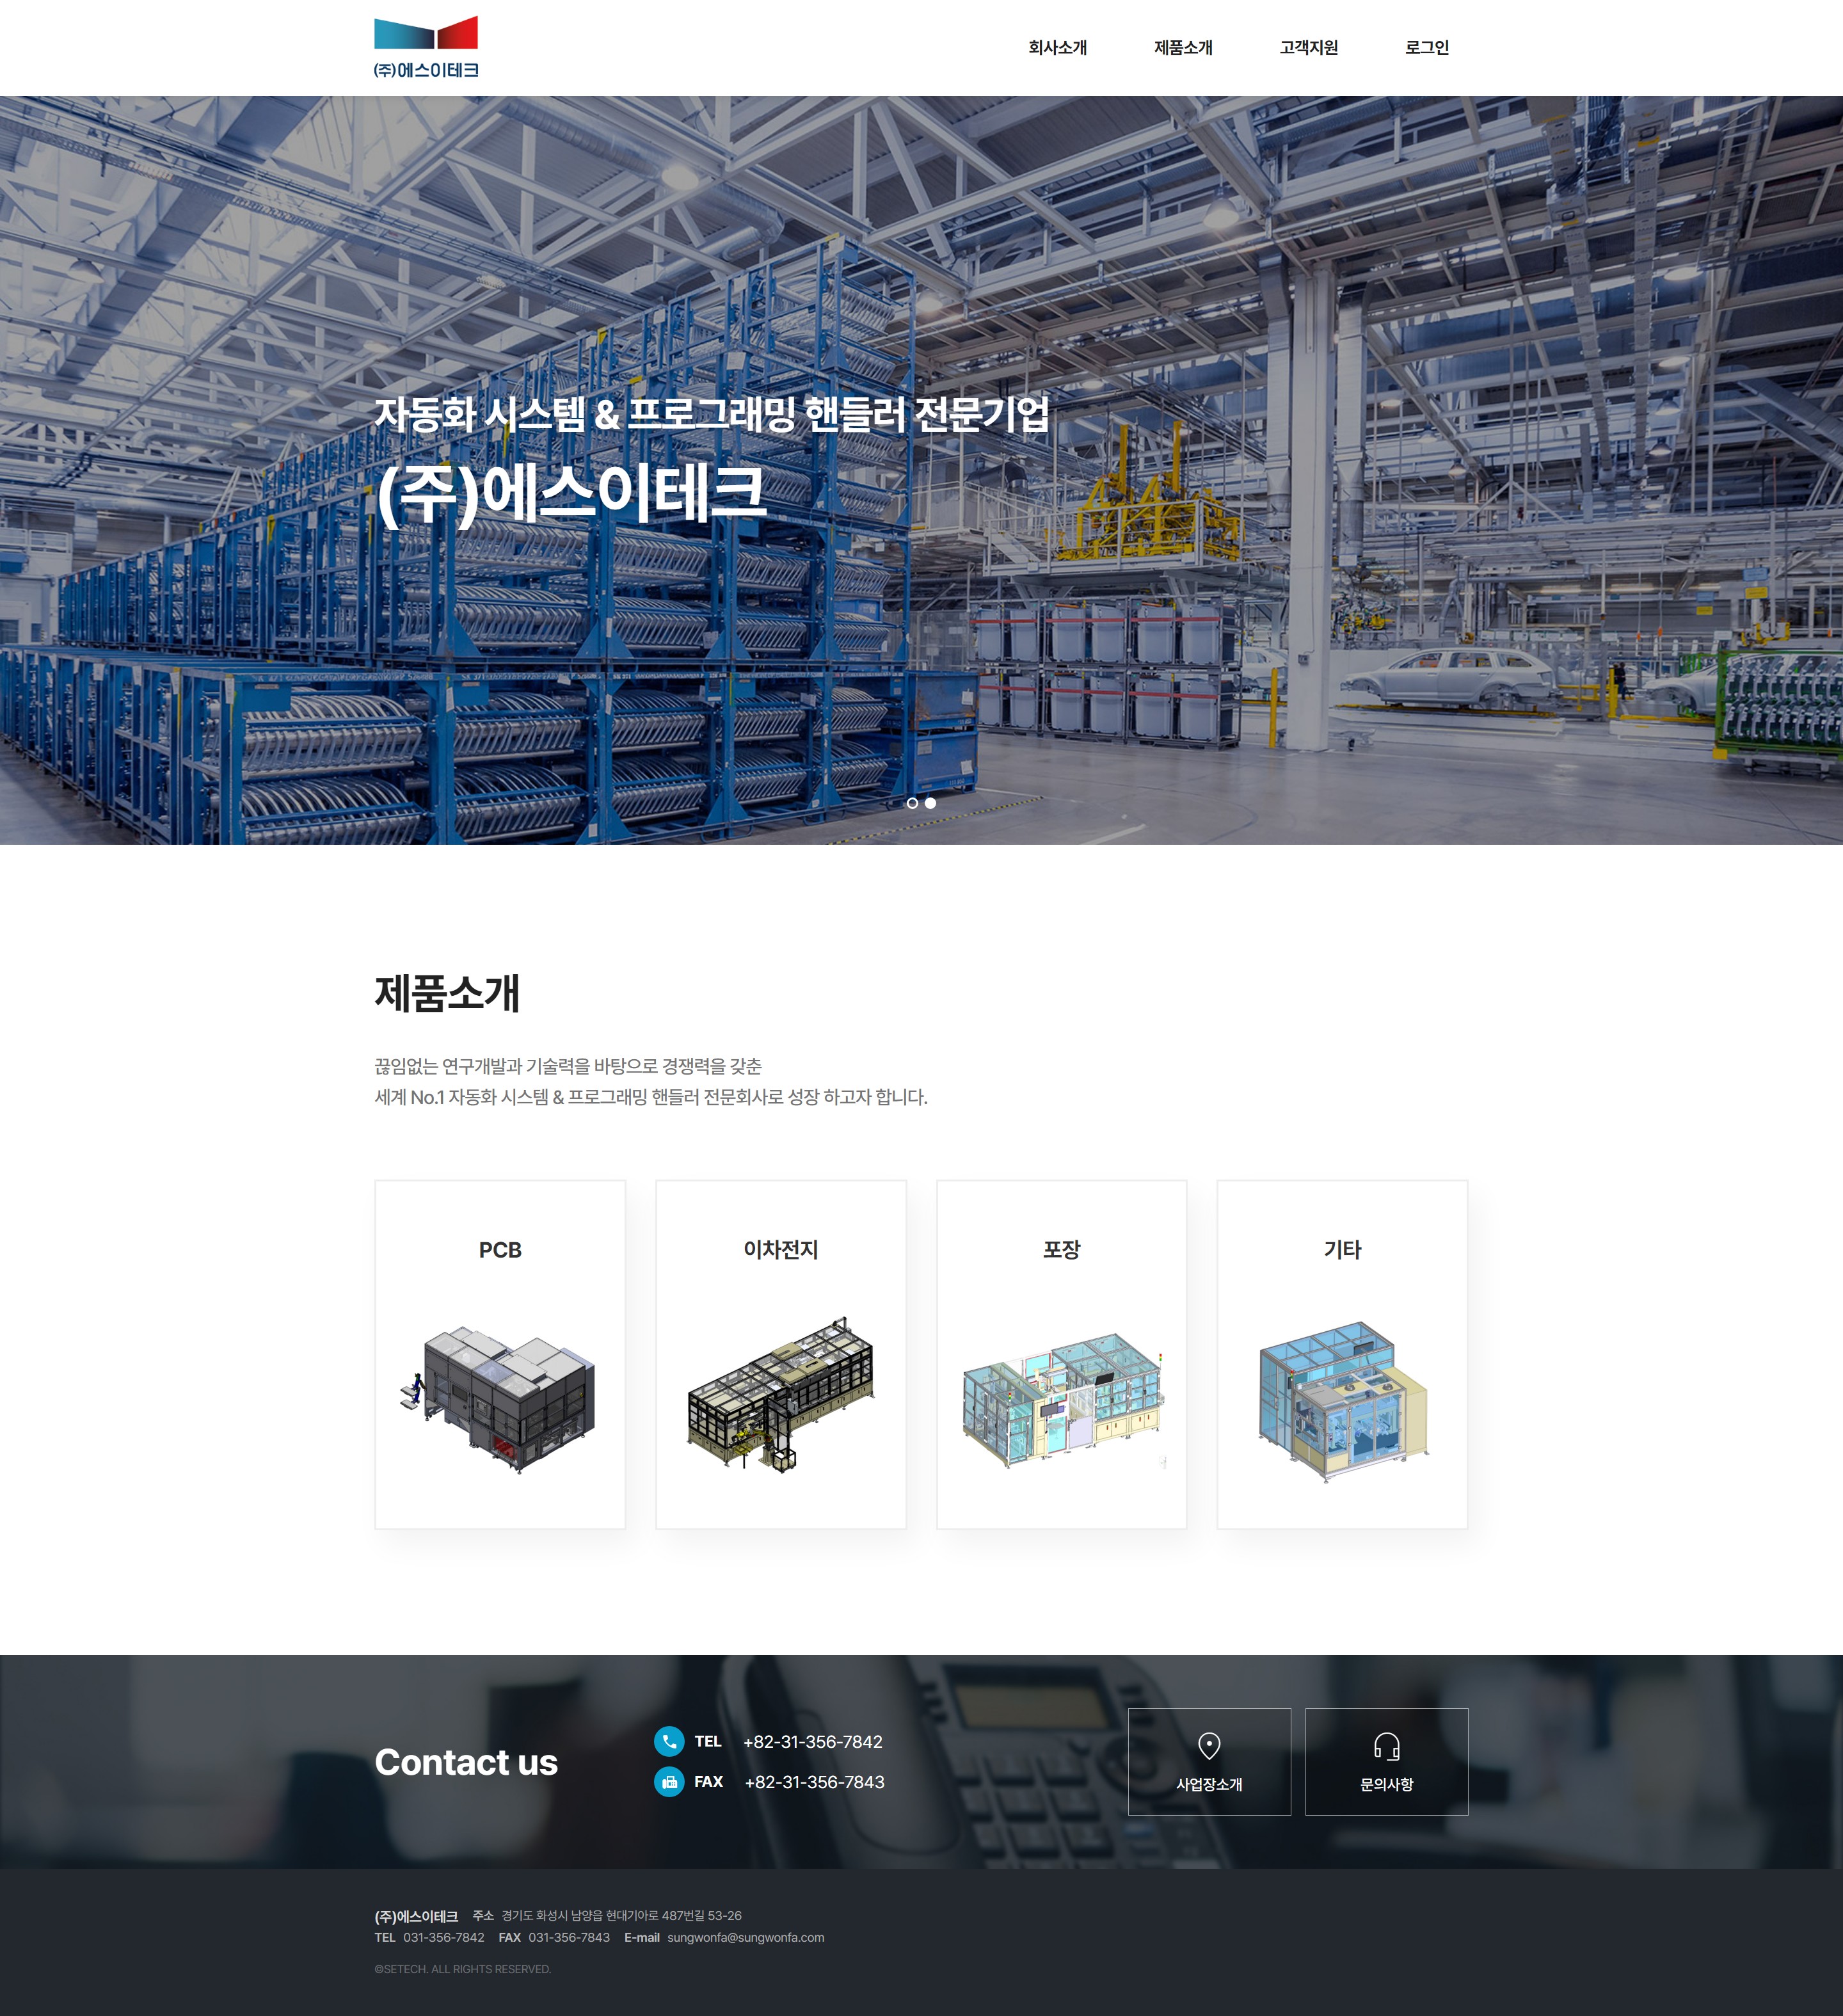 (주)에스이테크
회사소개 제품소개 고객지원 로그인
자동화 시스템 & 프로그래밍 핸들러 전문기업
(주)에스이테크
제품소개
끊임없는 연구개발과 기술력을 바탕으로 경쟁력을 갖춘
세계 No.1 자동화 시스템 & 프로그래밍 핸들러 전문회사로 성장 하고자 합니다.
PCB 이차전지 포장 기타
Contact us
TEL +82-31-356-7842
FAX +82-31-356-7843
사업장소개 문의사항
(주)에스이테크 주소 경기도 화성시 남양읍 현대기아로 487번길 53-26
TEL 031-356-7842 FAX 031-356-7843 E-mail sungwonfa@sungwonfa.com
©SETECH. ALL RIGHTS RESERVED.